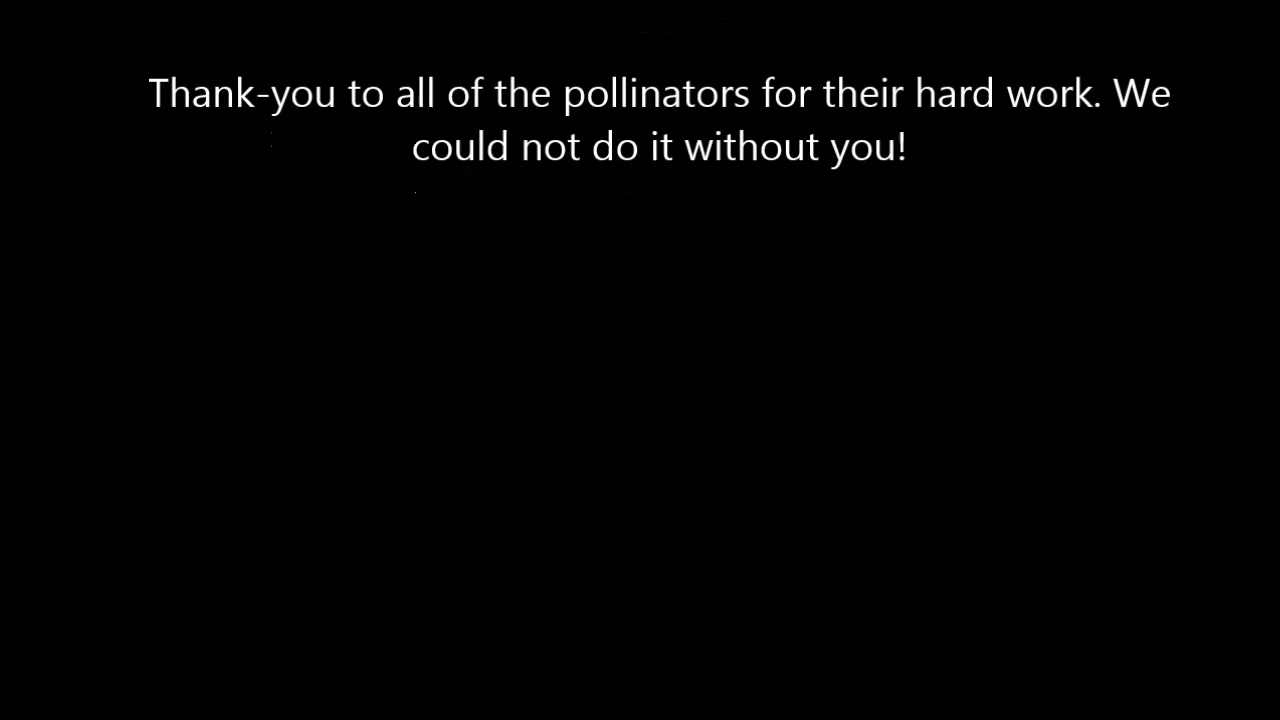 Thank-you to all of the pollinators for their hard work. We
could not do it without you!